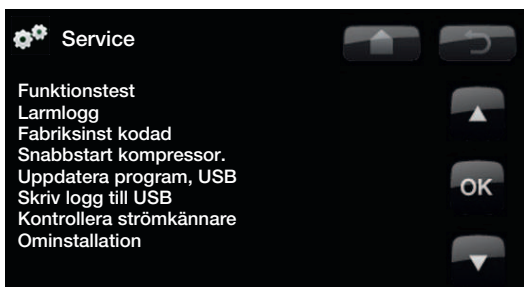 Service
Funktionstest
Larmlogg
Fabriksinst kodad
Snabbstart kompressor.
Uppdatera program, USB
Skriv logg till USB
OK
Kontrollera strömkännare
Ominstallation